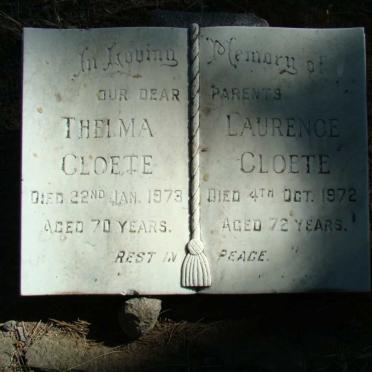 In Loving Memory of
OUR DEAR PARENTS
THELMA LAURENCE
CLOETE CLOETE
DIED 22ND JAN. 1973 DIED 4TH OCT. 1972
AGED 70 YEARS. AGED 72 YEARS.
REST IN PEACE.